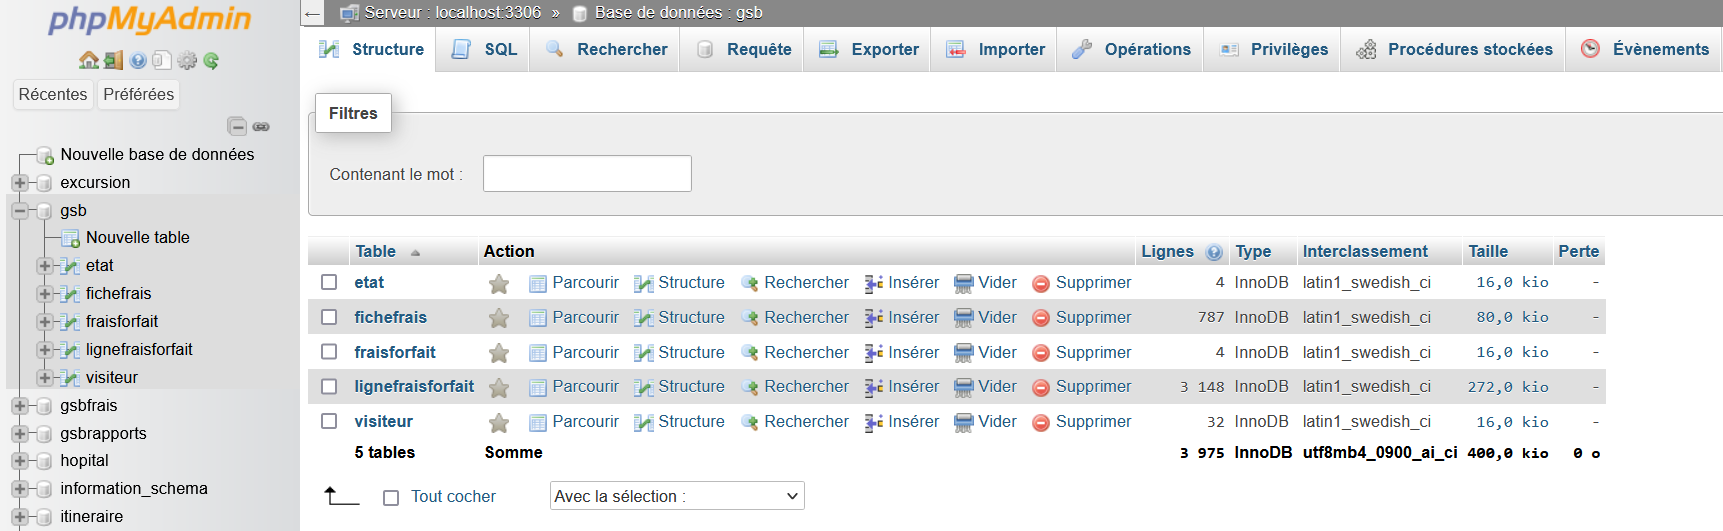 phpMyAdmin
Récentes Préférées
Nouvelle base de données
excursion
gsb
Nouvelle table
etat
fichefrais
fraisforfait
lignefraisforfait
visiteur
gsbfrais
gsbrapports
hopital
information_schema
itineraire
← Serveur : localhost:3306 » Base de données : gsb
Structure SQL Rechercher Requête Exporter Importer Opérations Privilèges Procédures stockées Évènements
Filtres
Contenant le mot :
Table Action Lignes Type Interclassement Taille Perte
etat Parcourir Structure Rechercher Insérer Vider Supprimer 4 InnoDB latin1_swedish_ci 16,0 kio -
fichefrais Parcourir Structure Rechercher Insérer Vider Supprimer 787 InnoDB latin1_swedish_ci 80,0 kio -
fraisforfait Parcourir Structure Rechercher Insérer Vider Supprimer 4 InnoDB latin1_swedish_ci 16,0 kio -
lignefraisforfait Parcourir Structure Rechercher Insérer Vider Supprimer 3 148 InnoDB latin1_swedish_ci 272,0 kio -
visiteur Parcourir Structure Rechercher Insérer Vider Supprimer 32 InnoDB latin1_swedish_ci 16,0 kio -
5 tables Somme 3 975 InnoDB utf8mb4_0900_ai_ci 400,0 kio 0 o
Tout cocher Avec la sélection :